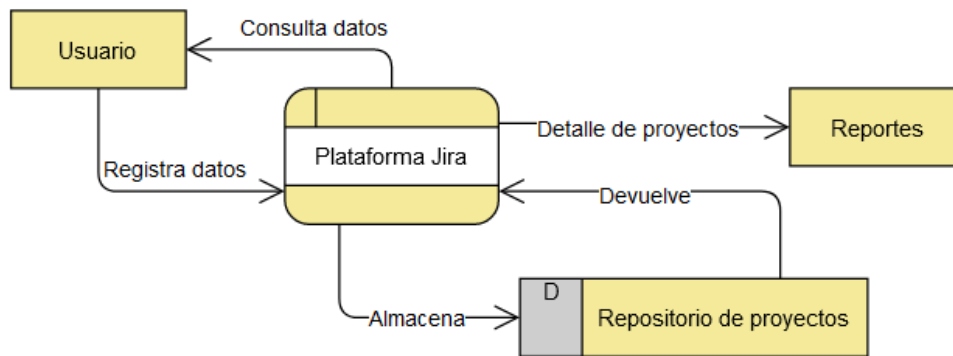 Consulta datos
Usuario
Detalle de proyectos
Reportes
Plataforma Jira
Registra datos
Devuelve
D
Almacena
Repositorio de proyectos